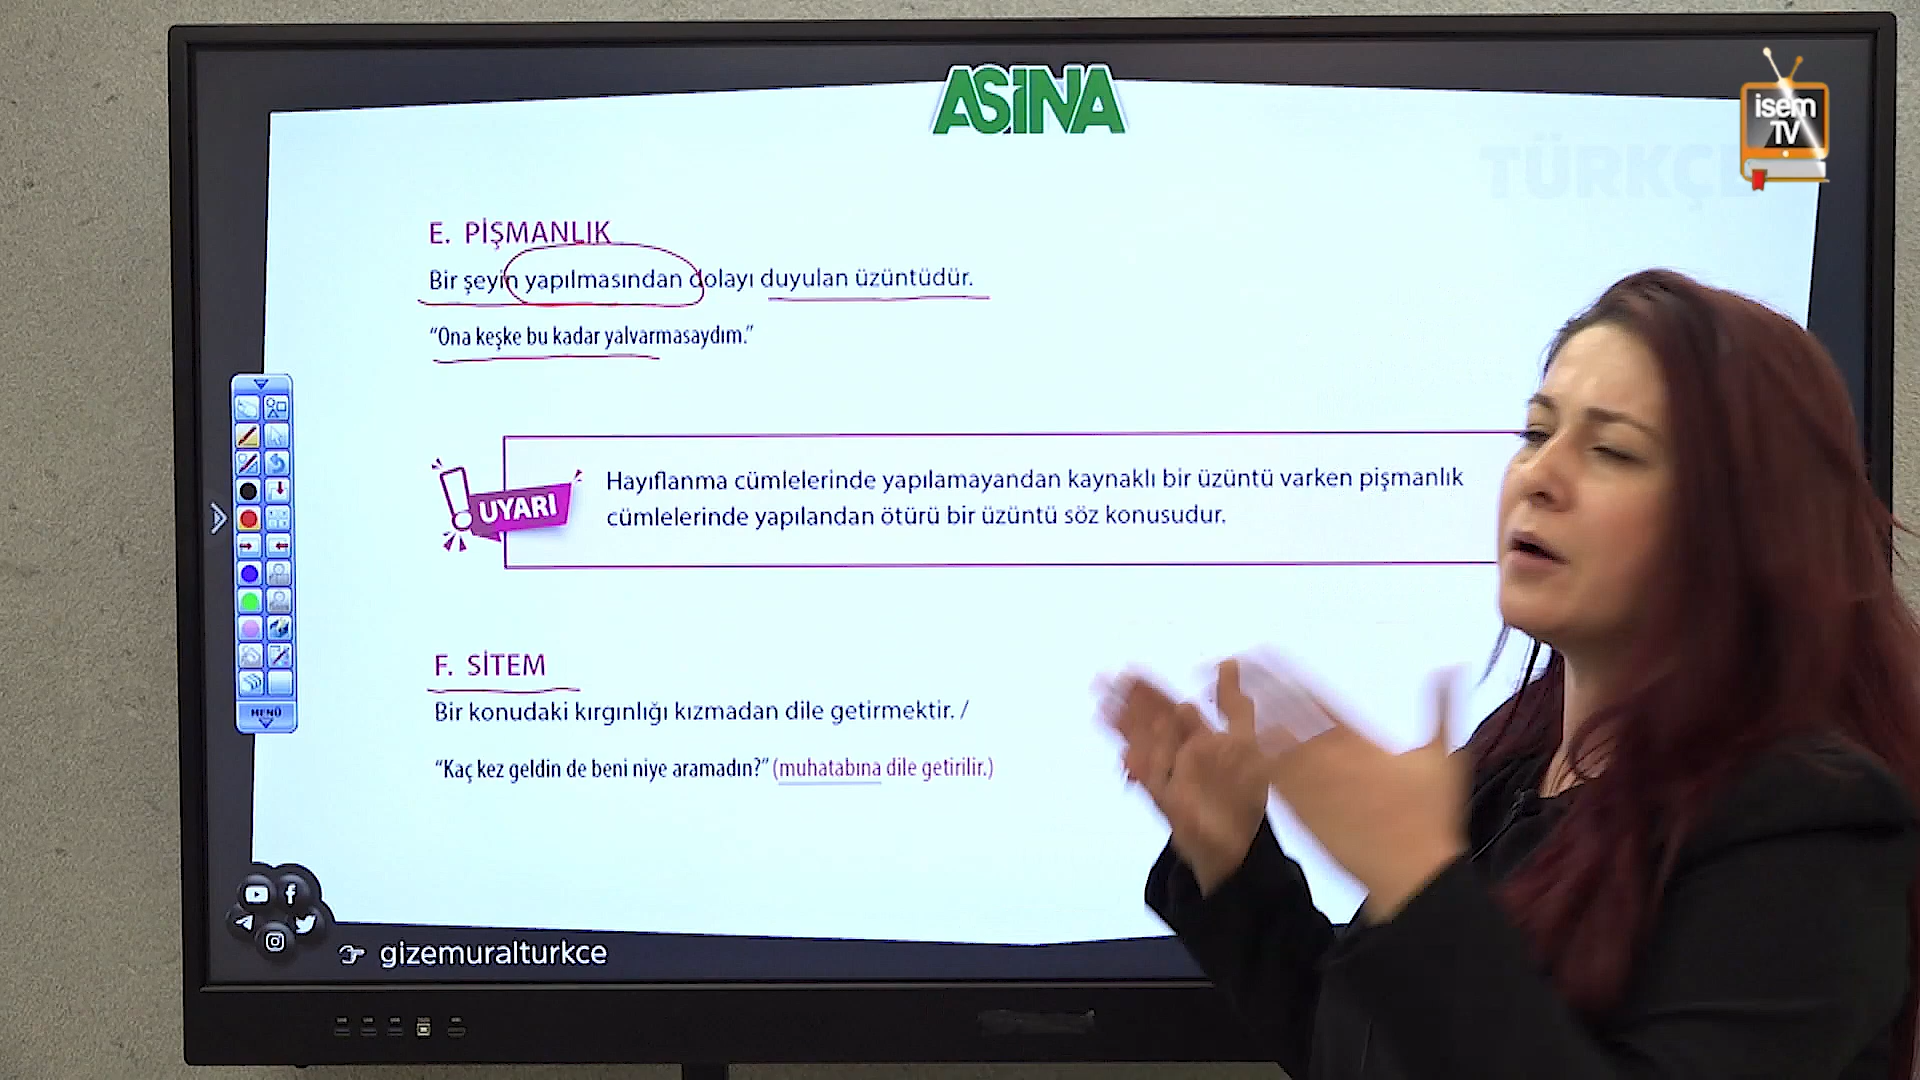 ASiNA
isem
TV
TÜRKÇE
E. PİŞMANLIK
Bir şeyin yapılmasından dolayı duyulan üzüntüdür.
“Ona keşke bu kadar yalvarmasaydım.”
UYARI
Hayıflanma cümlelerinde yapılamayandan kaynaklı bir üzüntü varken pişmanlık
cümlelerinde yapılandan ötürü bir üzüntü söz konusudur.
F. SİTEM
Bir konudaki kırgınlığı kızmadan dile getirmektir. /
“Kaç kez geldin de beni niye aramadın?” (muhatabına dile getirilir.)
MENÜ
gizemuralturkce